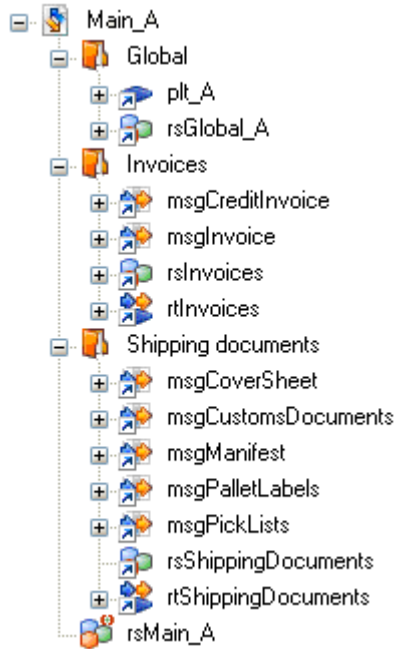 Main_A
Global
plt_A
rsGlobal_A
Invoices
msgCreditInvoice
msgInvoice
rsInvoices
rtInvoices
Shipping documents
msgCoverSheet
msgCustomsDocuments
msgManifest
msgPalletLabels
msgPickLists
rsShippingDocuments
rtShippingDocuments
rsMain_A